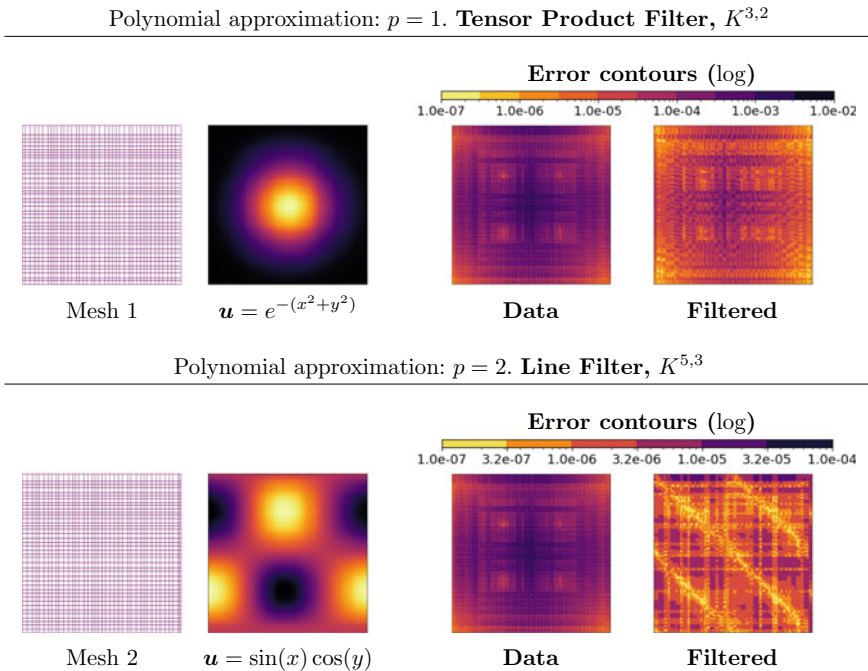 Polynomial approximation: p = 1. Tensor Product Filter, K^{3,2}
Error contours (log)
1.0e-07 1.0e-06 1.0e-05 1.0e-04 1.0e-03 1.0e-02
Mesh 1 u = e^{-(x^2+y^2)} Data Filtered
Polynomial approximation: p = 2. Line Filter, K^{5,3}
Error contours (log)
1.0e-07 3.2e-07 1.0e-06 3.2e-06 1.0e-05 3.2e-05 1.0e-04
Mesh 2 u = sin(x) cos(y) Data Filtered